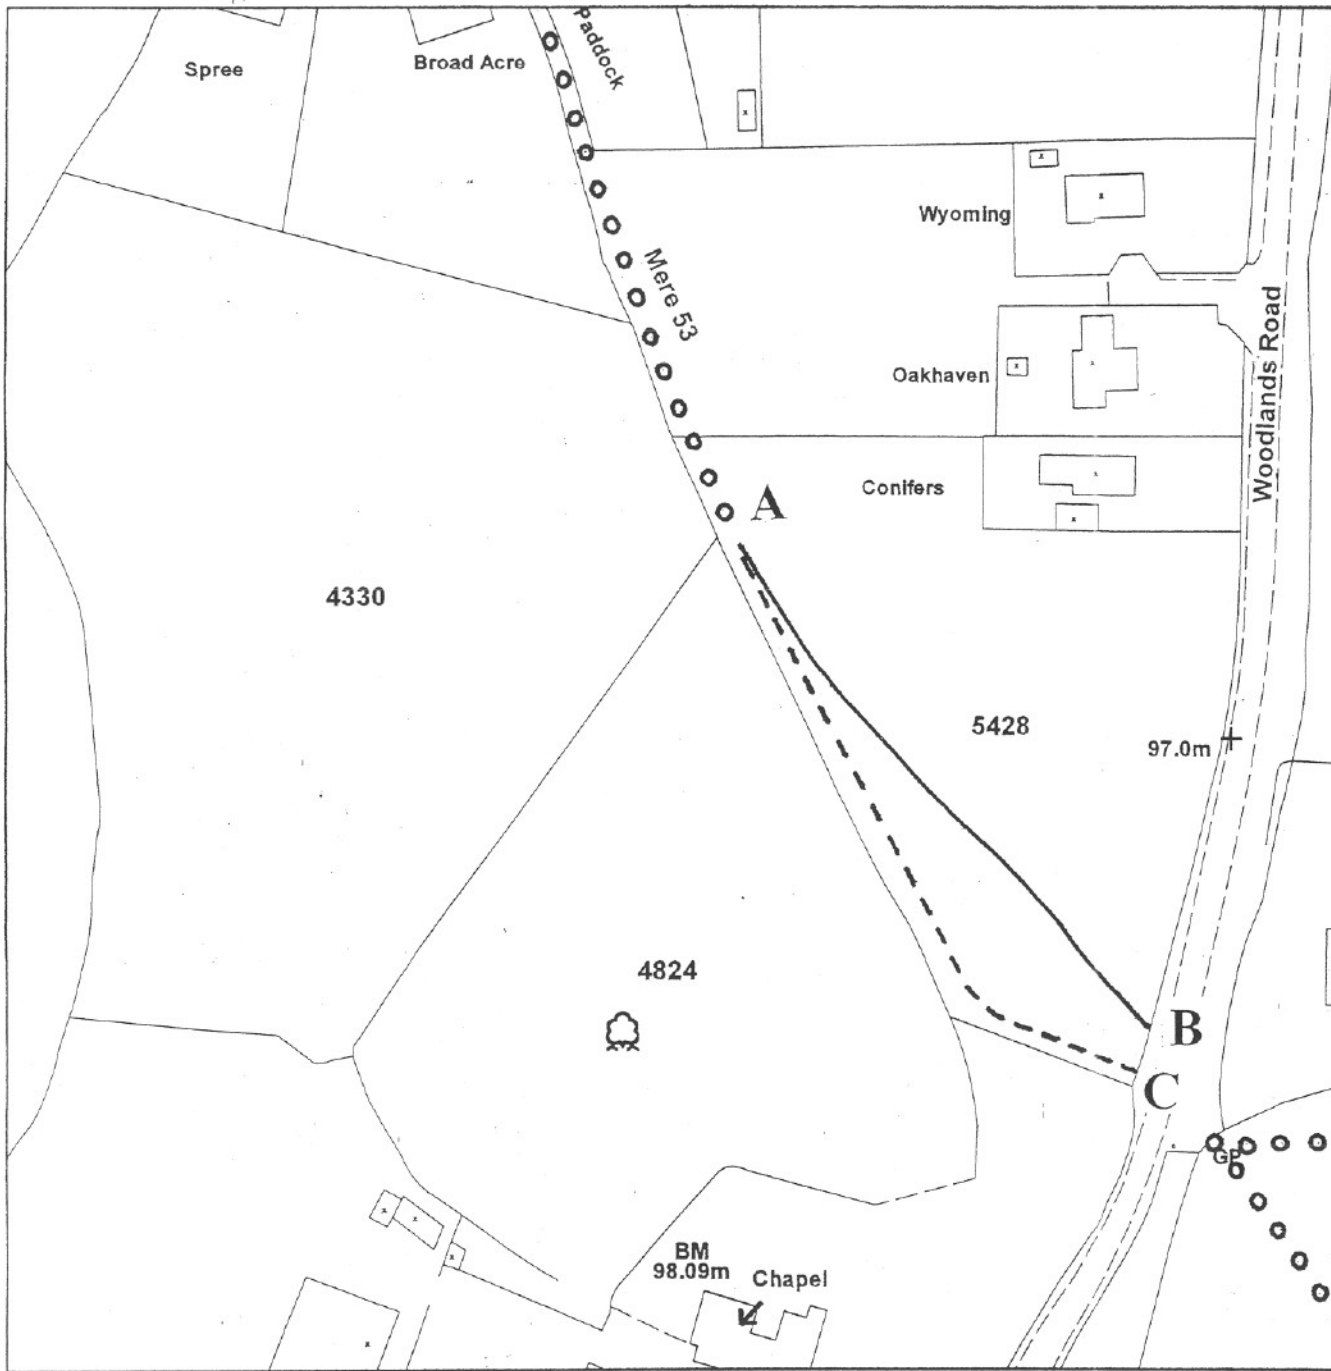 Paddock
Spree
Broad Acre
Wyoming
Mere 53
Woodlands Road
Oakhaven
Conifers
A
4330
5428
97.0m
4824
B
C
GP
BM
98.09m
Chapel